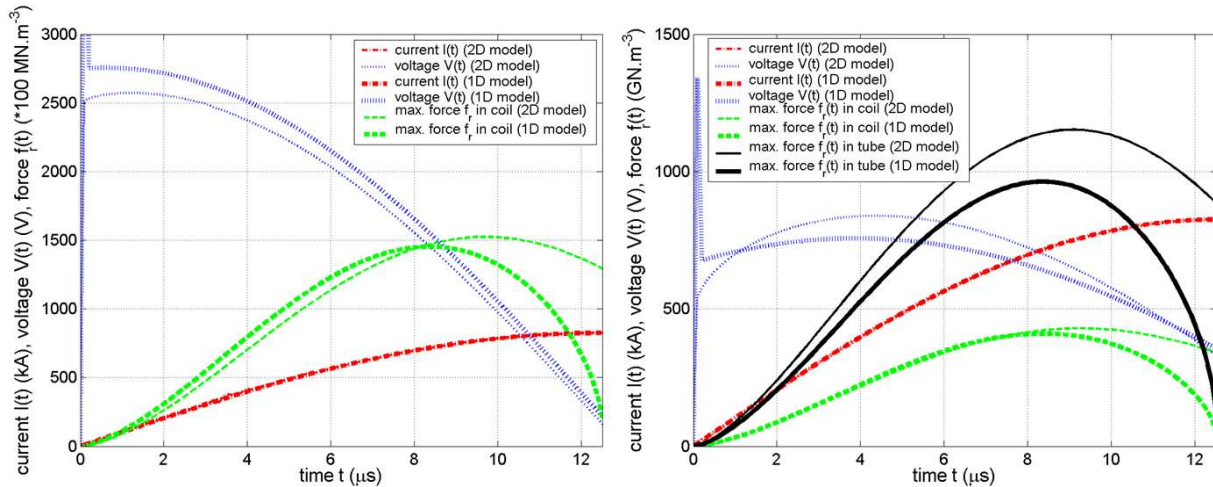 current I(t) (kA), voltage V(t) (V), force f_r(t) (*100 MN.m⁻³)
3000
2500
2000
1500
1000
500
0
current I(t) (2D model)
voltage V(t) (2D model)
current I(t) (1D model)
voltage V(t) (1D model)
max. force f_r in coil (2D model)
max. force f_r in coil (1D model)
0 2 4 6 8 10 12
time t (μs)
current I(t) (kA), voltage V(t) (V), force f_r(t) (GN.m⁻³)
1500
1000
500
0
current I(t) (2D model)
voltage V(t) (2D model)
current I(t) (1D model)
voltage V(t) (1D model)
max. force f_r(t) in coil (2D model)
max. force f_r(t) in coil (1D model)
max. force f_r(t) in tube (2D model)
max. force f_r(t) in tube (1D model)
0 2 4 6 8 10 12
time t (μs)